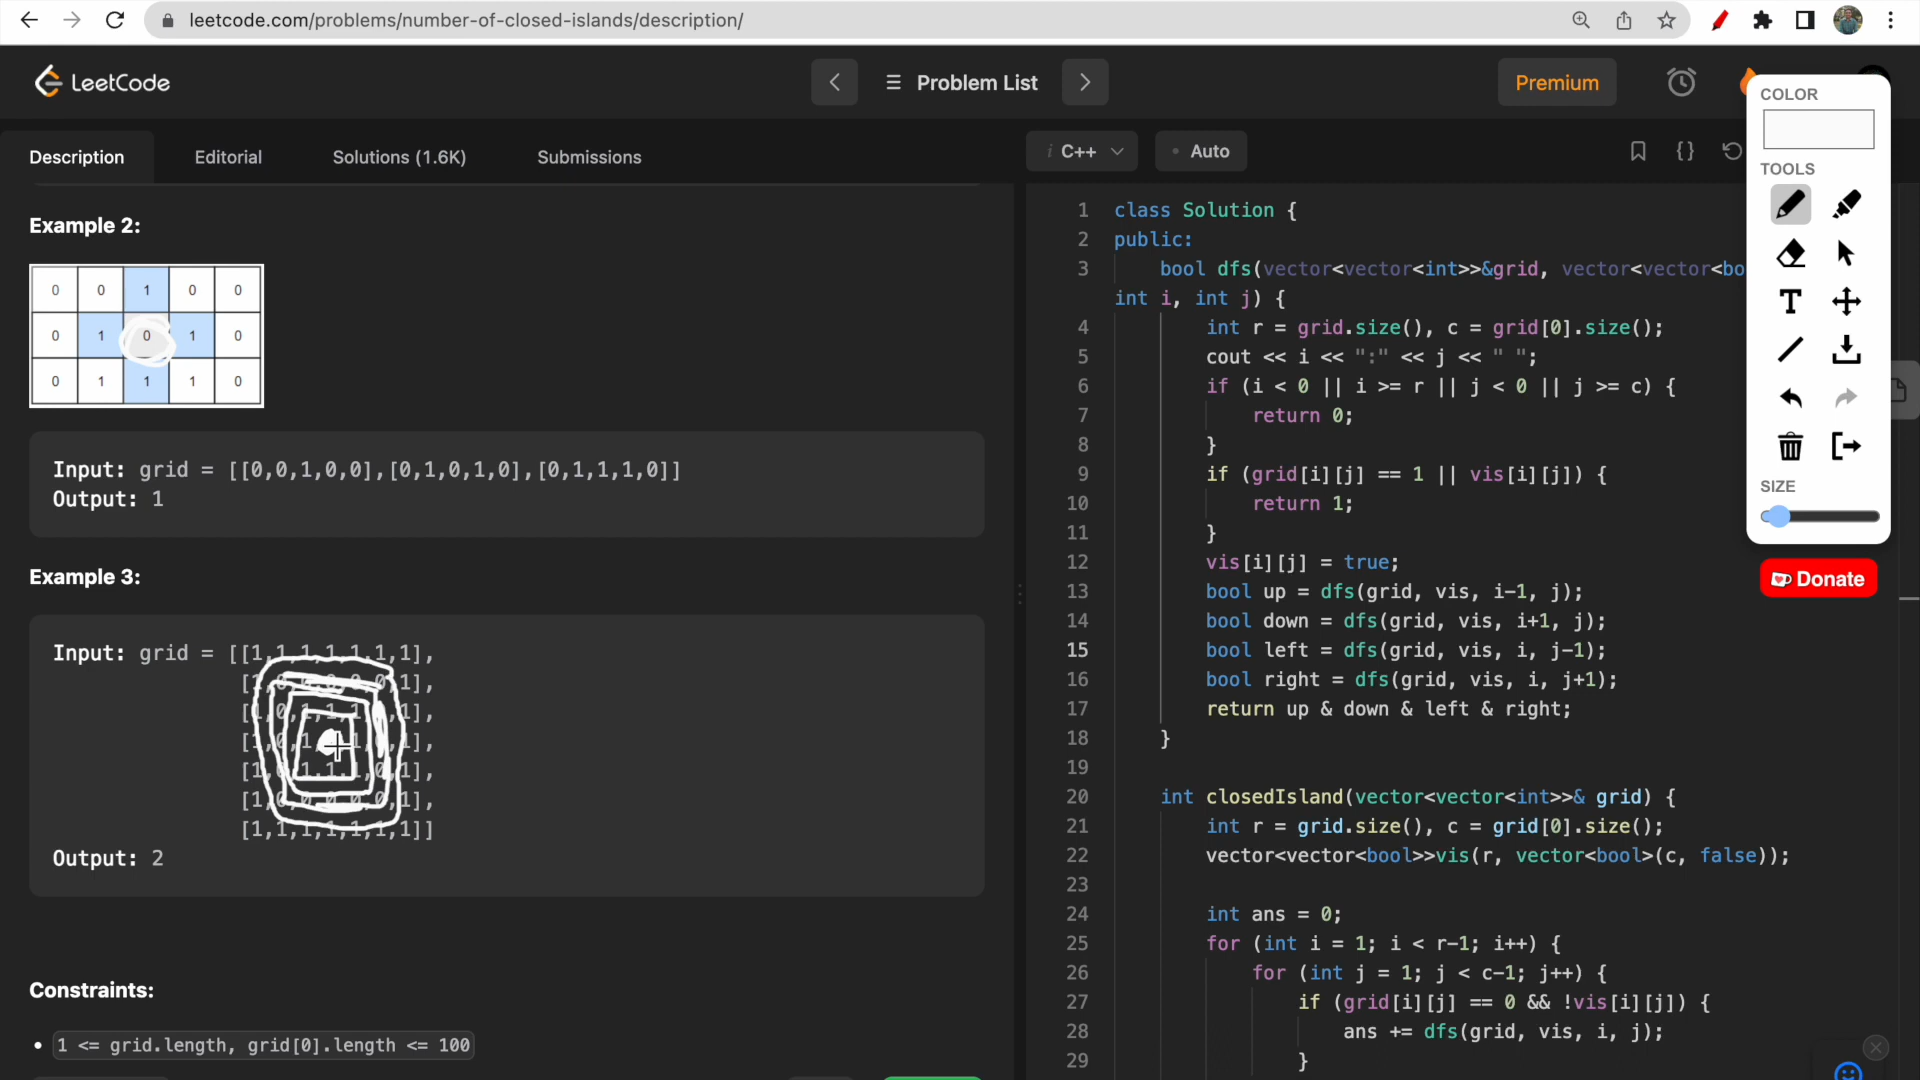 leetcode.com/problems/number-of-closed-islands/description/
LeetCode
Problem List
Premium
Description
Editorial
Solutions (1.6K)
Submissions
i C++
Auto
{}
COLOR
TOOLS
T
SIZE
Donate
Example 2:
0 0 1 0 0
0 1 0 1 0
0 1 1 1 0
Input: grid = [[0,0,1,0,0],[0,1,0,1,0],[0,1,1,1,0]]
Output: 1
Example 3:
Input: grid = [[1,1,1,1,1,1,1],
[1,1,1,1,1,1,1]]
Output: 2
Constraints:
1 <= grid.length, grid[0].length <= 100
1 class Solution {
2 public:
3 bool dfs(vector<vector<int>>&grid, vector<vector<bo
int i, int j) {
4 int r = grid.size(), c = grid[0].size();
5 cout << i << ":" << j << " ";
6 if (i < 0 || i >= r || j < 0 || j >= c) {
7 return 0;
8 }
9 if (grid[i][j] == 1 || vis[i][j]) {
10 return 1;
11 }
12 vis[i][j] = true;
13 bool up = dfs(grid, vis, i-1, j);
14 bool down = dfs(grid, vis, i+1, j);
15 bool left = dfs(grid, vis, i, j-1);
16 bool right = dfs(grid, vis, i, j+1);
17 return up & down & left & right;
18 }
19
20 int closedIsland(vector<vector<int>>& grid) {
21 int r = grid.size(), c = grid[0].size();
22 vector<vector<bool>>vis(r, vector<bool>(c, false));
23
24 int ans = 0;
25 for (int i = 1; i < r-1; i++) {
26 for (int j = 1; j < c-1; j++) {
27 if (grid[i][j] == 0 && !vis[i][j]) {
28 ans += dfs(grid, vis, i, j);
29 }